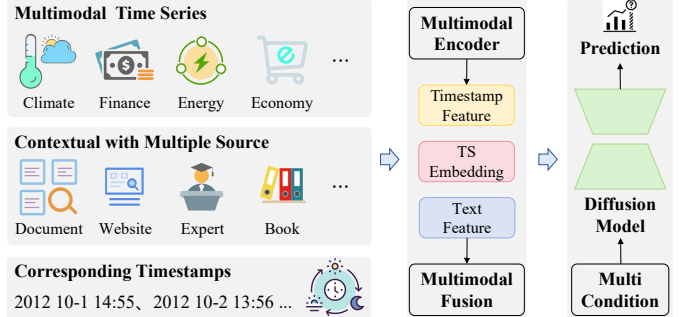 Multimodal Time Series
Climate Finance Energy Economy ...
Contextual with Multiple Source
Document Website Expert Book ...
Corresponding Timestamps
2012 10-1 14:55、2012 10-2 13:56 ...
Multimodal
Encoder
Timestamp
Feature
TS
Embedding
Text
Feature
Multimodal
Fusion
Prediction
Diffusion
Model
Multi
Condition